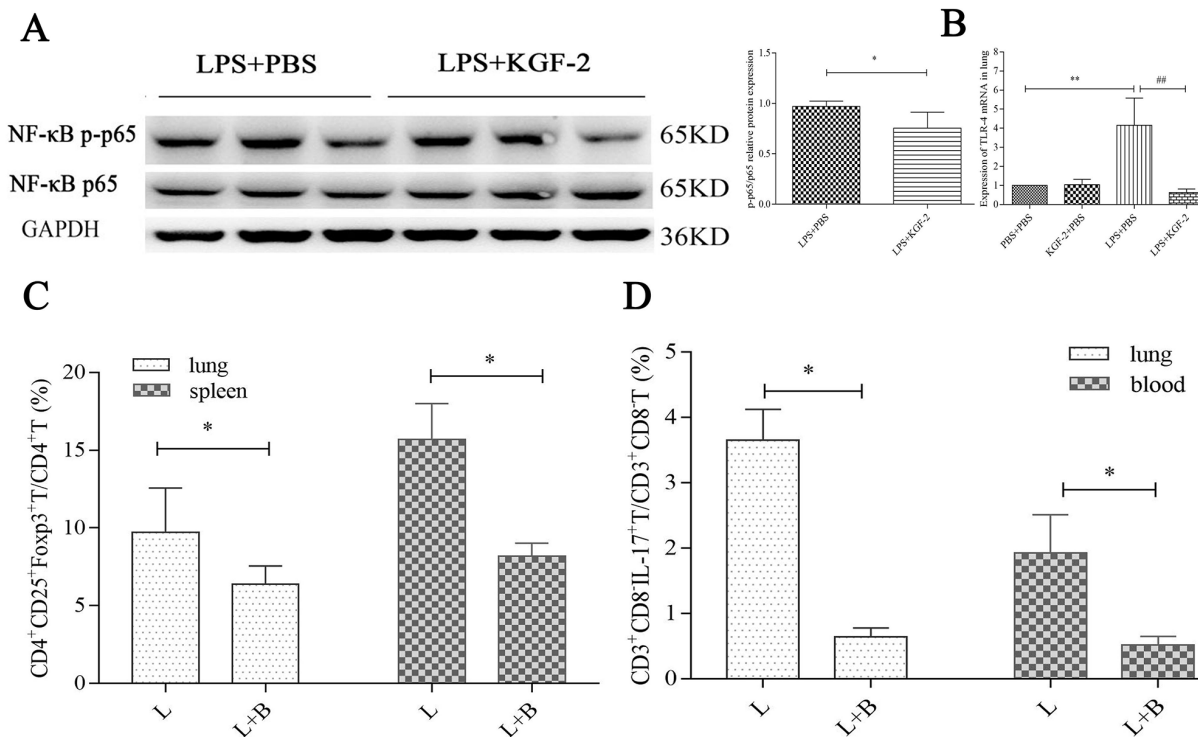 A
LPS+PBS
LPS+KGF-2
NF-κB p-p65
65KD
NF-κB p65
65KD
GAPDH
36KD
p-p65/p65 relative protein expression
1.5
1.0
0.5
0.0
*
LPS+PBS
LPS+KGF-2
B
Expression of TLR-4 mRNA in lung
8
7
6
5
4
3
2
1
0
**
##
PBS+PBS
KGF-2+PBS
LPS+PBS
LPS+KGF-2
C
CD4⁺CD25⁺Foxp3⁺T/CD4⁺T (%)
20
15
10
5
0
lung
spleen
*
*
L
L+B
L
L+B
D
CD3⁺CD8⁻IL-17⁺T/CD3⁺CD8⁻T (%)
5
4
3
2
1
0
lung
blood
*
*
L
L+B
L
L+B